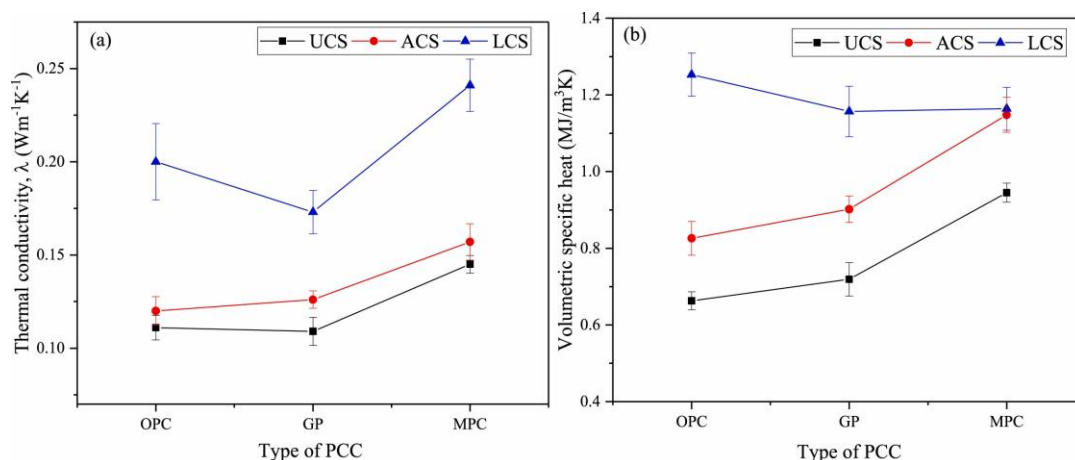 (a)
UCS ACS LCS
Thermal conductivity, λ (Wm⁻¹K⁻¹)
0.25
0.20
0.15
0.10
OPC GP MPC
Type of PCC
(b)
UCS ACS LCS
Volumetric specific heat (MJ/m³K)
1.4
1.2
1.0
0.8
0.6
0.4
OPC GP MPC
Type of PCC